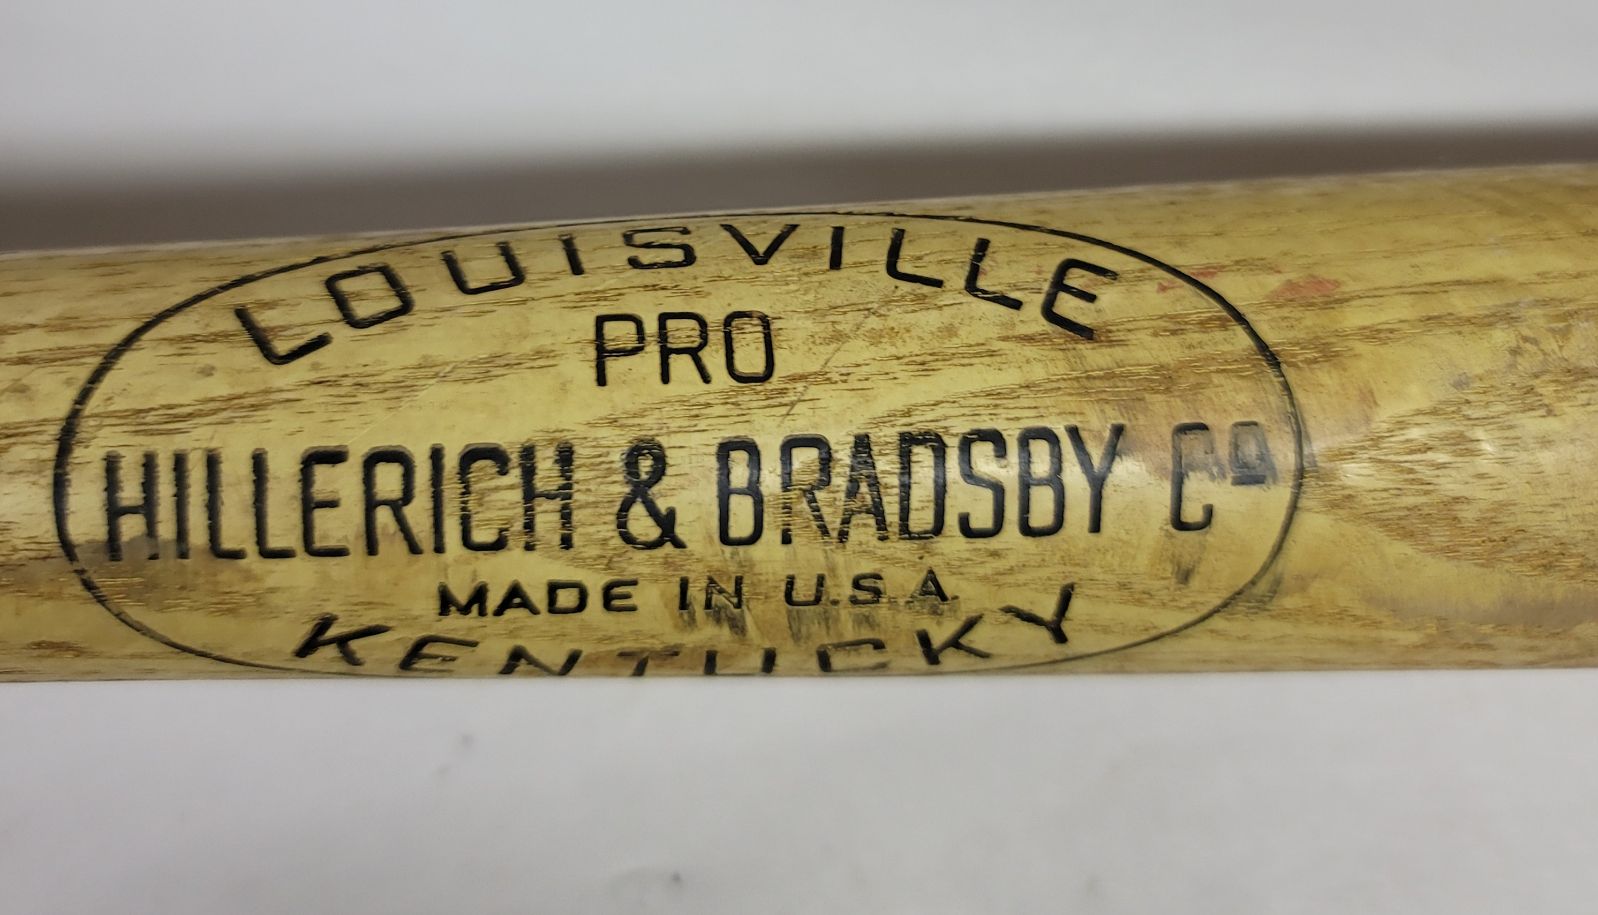 LOUISVILLE
PRO
HILLERICH & BRADSBY Cº
MADE IN U.S.A.
KENTUCKY